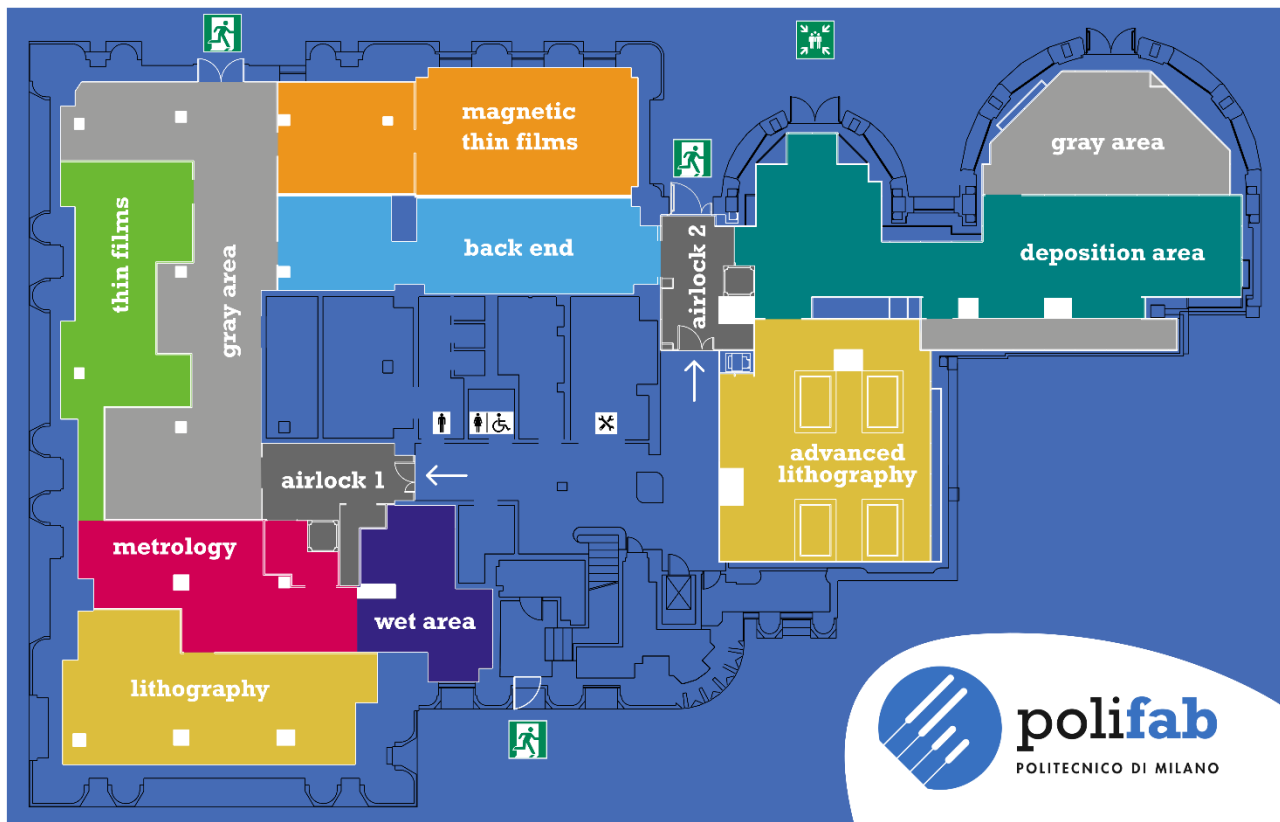 magnetic
thin films
gray area
thin films
back end
airlock 2
deposition area
gray area
advanced
lithography
airlock 1
metrology
wet area
lithography
polifab
POLITECNICO DI MILANO